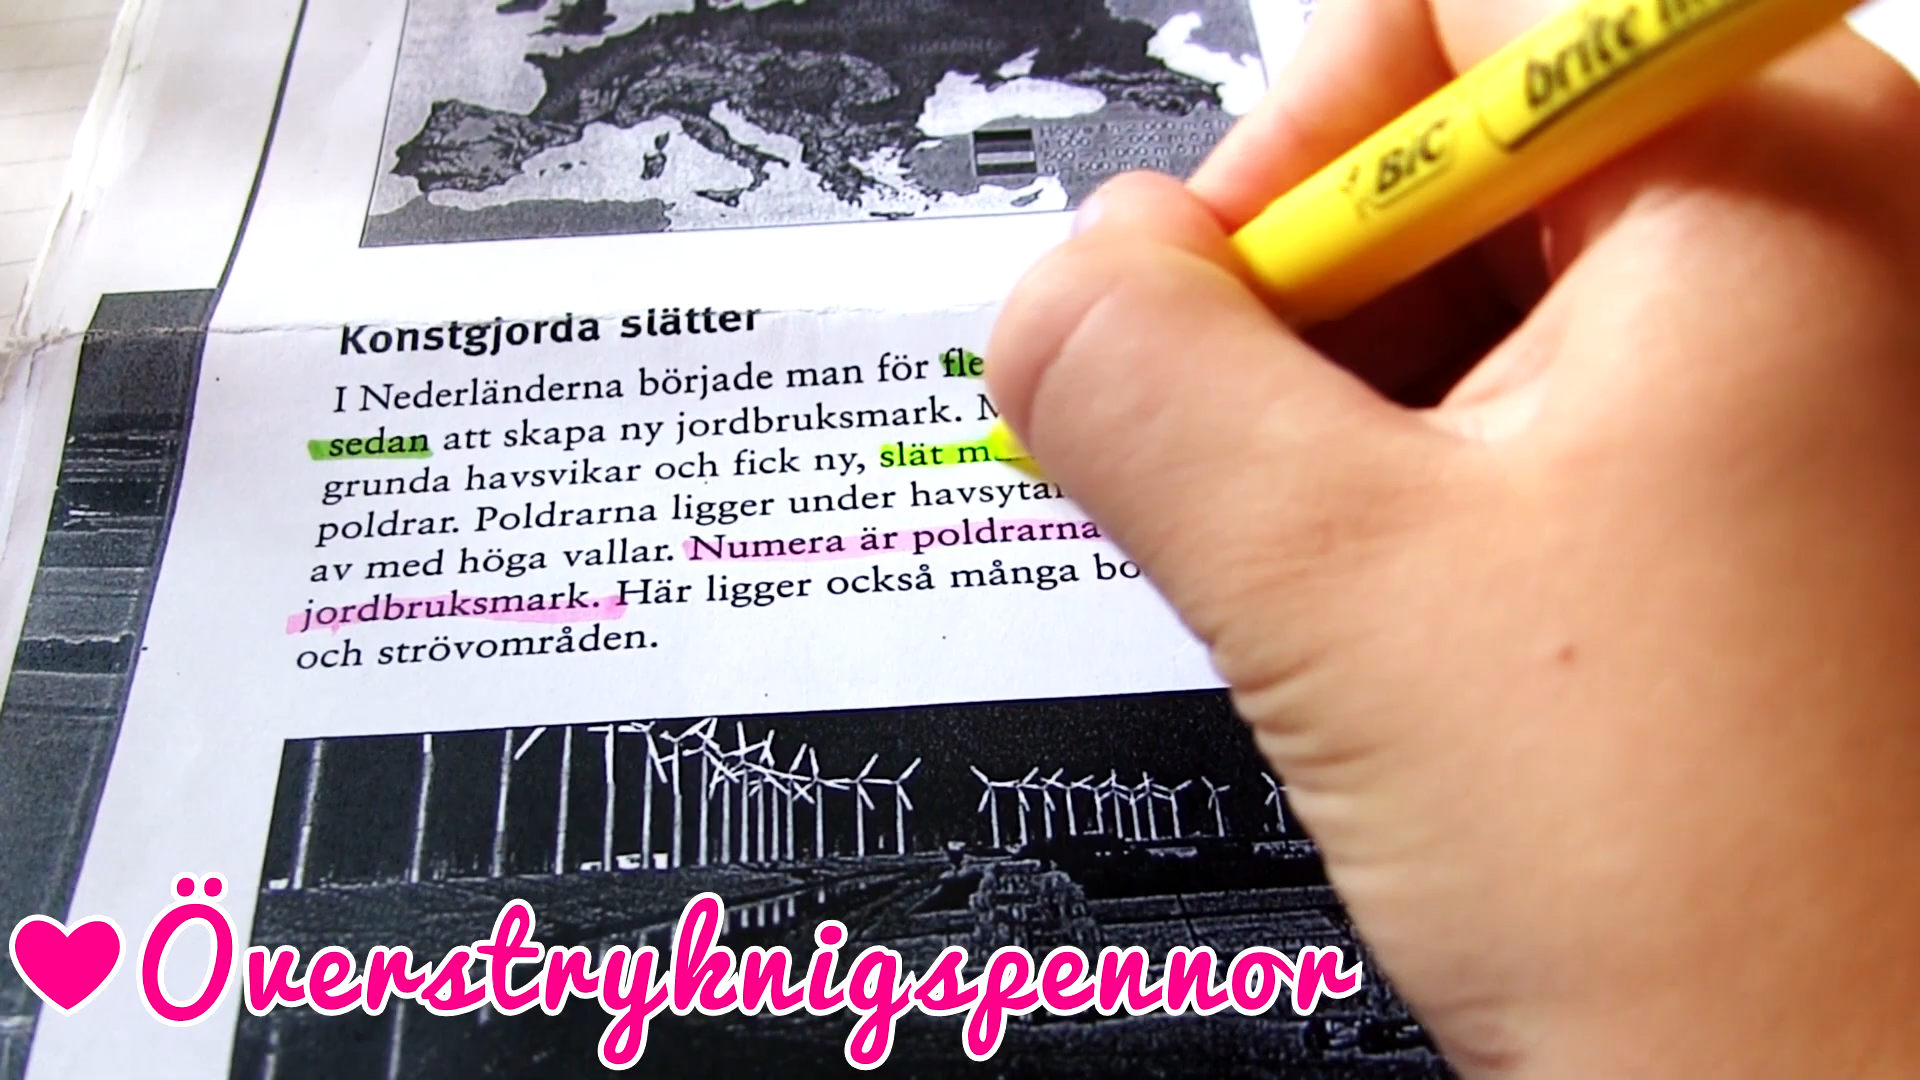 BIC brite
Konstgjorda slätter
I Nederländerna började man för fle
sedan att skapa ny jordbruksmark. M
grunda havsvikar och fick ny, slät m
poldrar. Poldrarna ligger under havsytan
av med höga vallar. Numera är poldrarna
jordbruksmark. Här ligger också många bo
och strövområden.
Överstryknigspennor